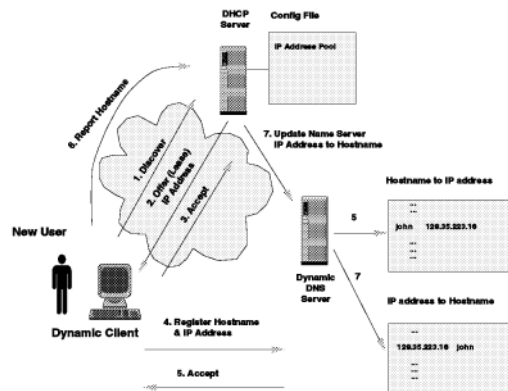 DHCP
Server
Config File
IP Address Pool
6. Report Hostname
1. Discover
2. Offer (Lease)
IP Address
3. Accept
7. Update Name Server
IP Address to Hostname
Hostname to IP address
...
john 128.35.223.16
...
...
...
5
New User
Dynamic
DNS
Server
7
Dynamic Client
IP address to Hostname
...
128.35.223.16 john
...
...
...
4. Register Hostname
& IP Address
5. Accept